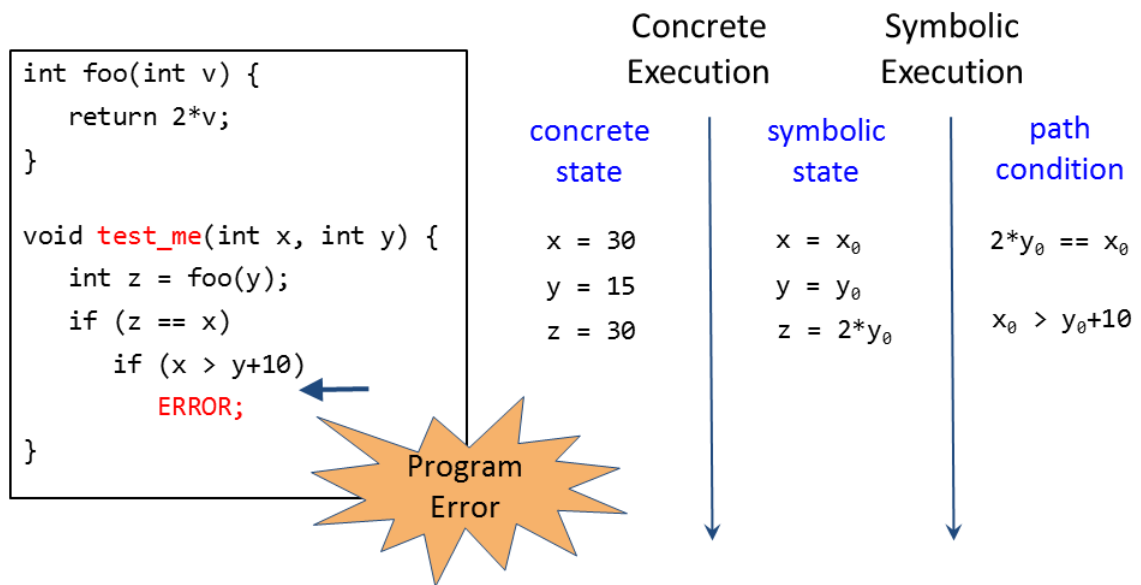 int foo(int v) {
return 2*v;
}
void test_me(int x, int y) {
int z = foo(y);
if (z == x)
if (x > y+10)
ERROR;
}
Program
Error
Concrete
Execution
Symbolic
Execution
concrete
state
symbolic
state
path
condition
x = 30
y = 15
z = 30
x = x₀
y = y₀
z = 2*y₀
2*y₀ == x₀
x₀ > y₀+10